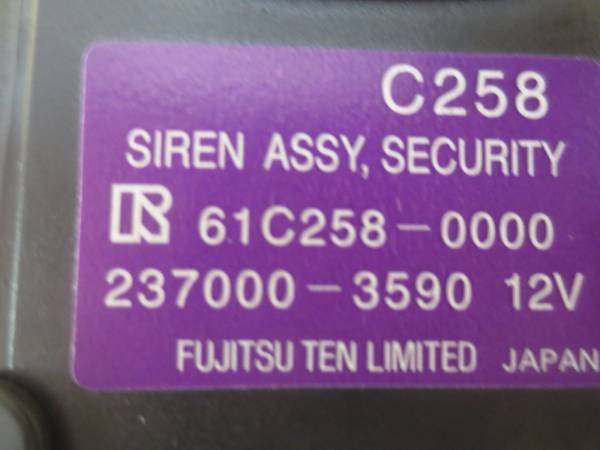 C258
SIREN ASSY, SECURITY
R 61C258-0000
237000-3590 12V
FUJITSU TEN LIMITED JAPAN